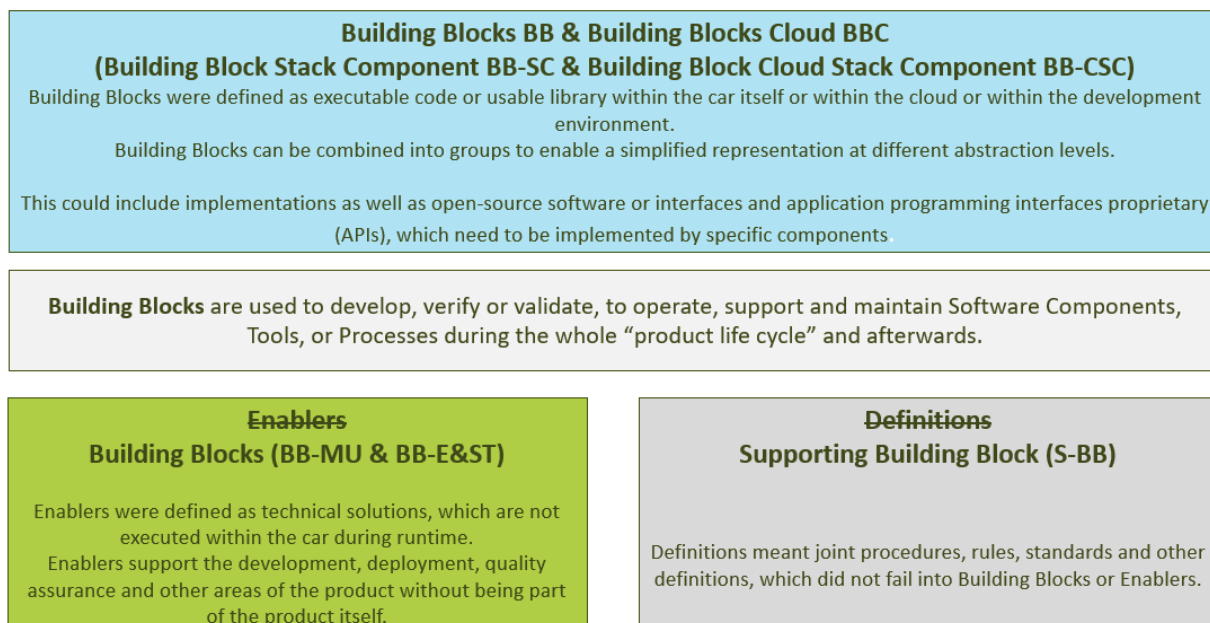 Building Blocks BB & Building Blocks Cloud BBC
(Building Block Stack Component BB-SC & Building Block Cloud Stack Component BB-CSC)
Building Blocks were defined as executable code or usable library within the car itself or within the cloud or within the development
environment.
Building Blocks can be combined into groups to enable a simplified representation at different abstraction levels.
This could include implementations as well as open-source software or interfaces and application programming interfaces proprietary
(APIs), which need to be implemented by specific components.
Building Blocks are used to develop, verify or validate, to operate, support and maintain Software Components,
Tools, or Processes during the whole “product life cycle” and afterwards.
Enablers
Building Blocks (BB-MU & BB-E&ST)
Enablers were defined as technical solutions, which are not
executed within the car during runtime.
Enablers support the development, deployment, quality
assurance and other areas of the product without being part
of the product itself.
Definitions
Supporting Building Block (S-BB)
Definitions meant joint procedures, rules, standards and other
definitions, which did not fail into Building Blocks or Enablers.